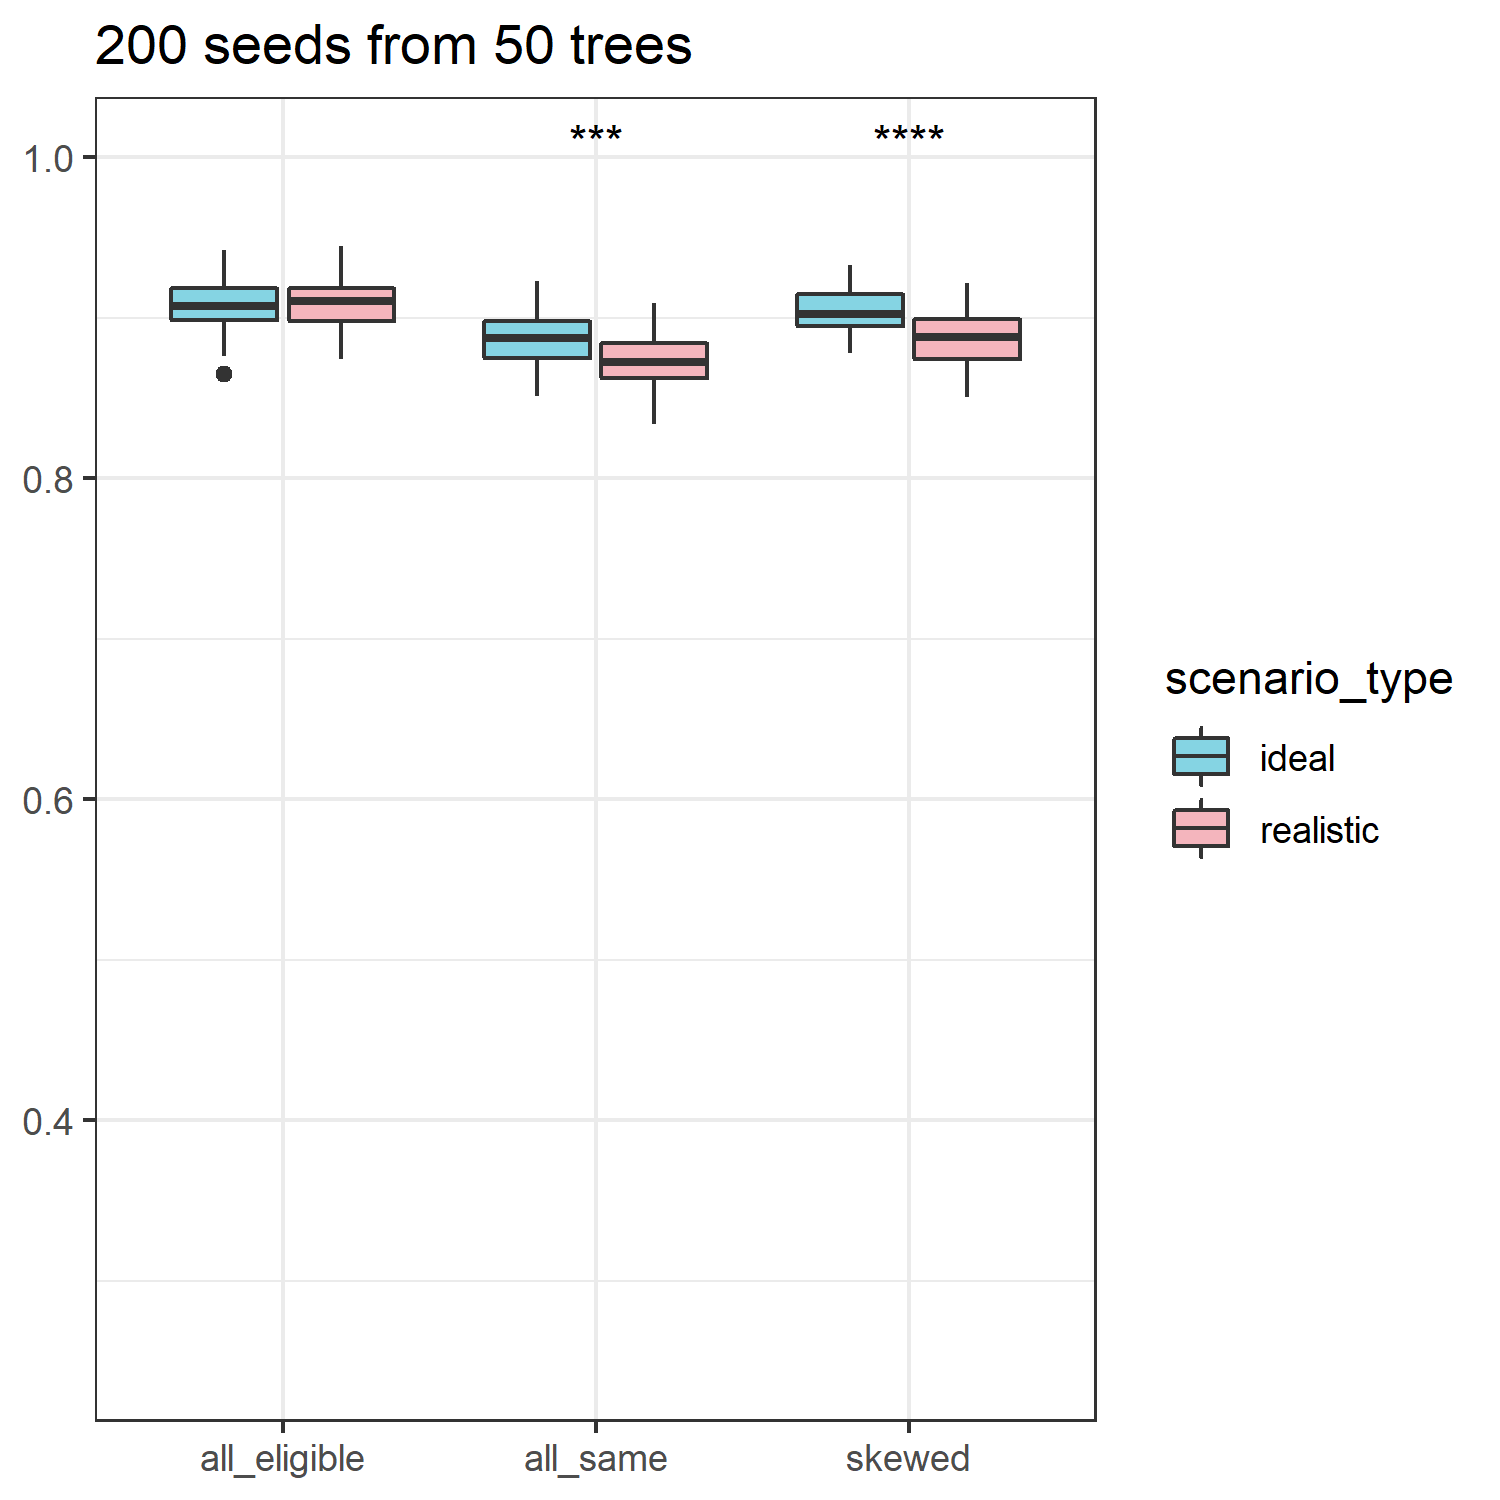 200 seeds from 50 trees
*** ****
1.0
0.8
0.6
0.4
all_eligible all_same skewed
scenario_type
ideal
realistic